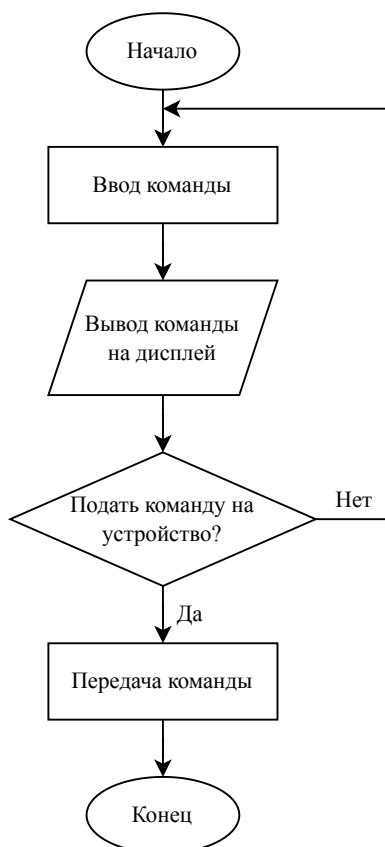 Начало
Ввод команды
Вывод команды
на дисплей
Подать команду на
устройство?
Нет
Да
Передача команды
Конец